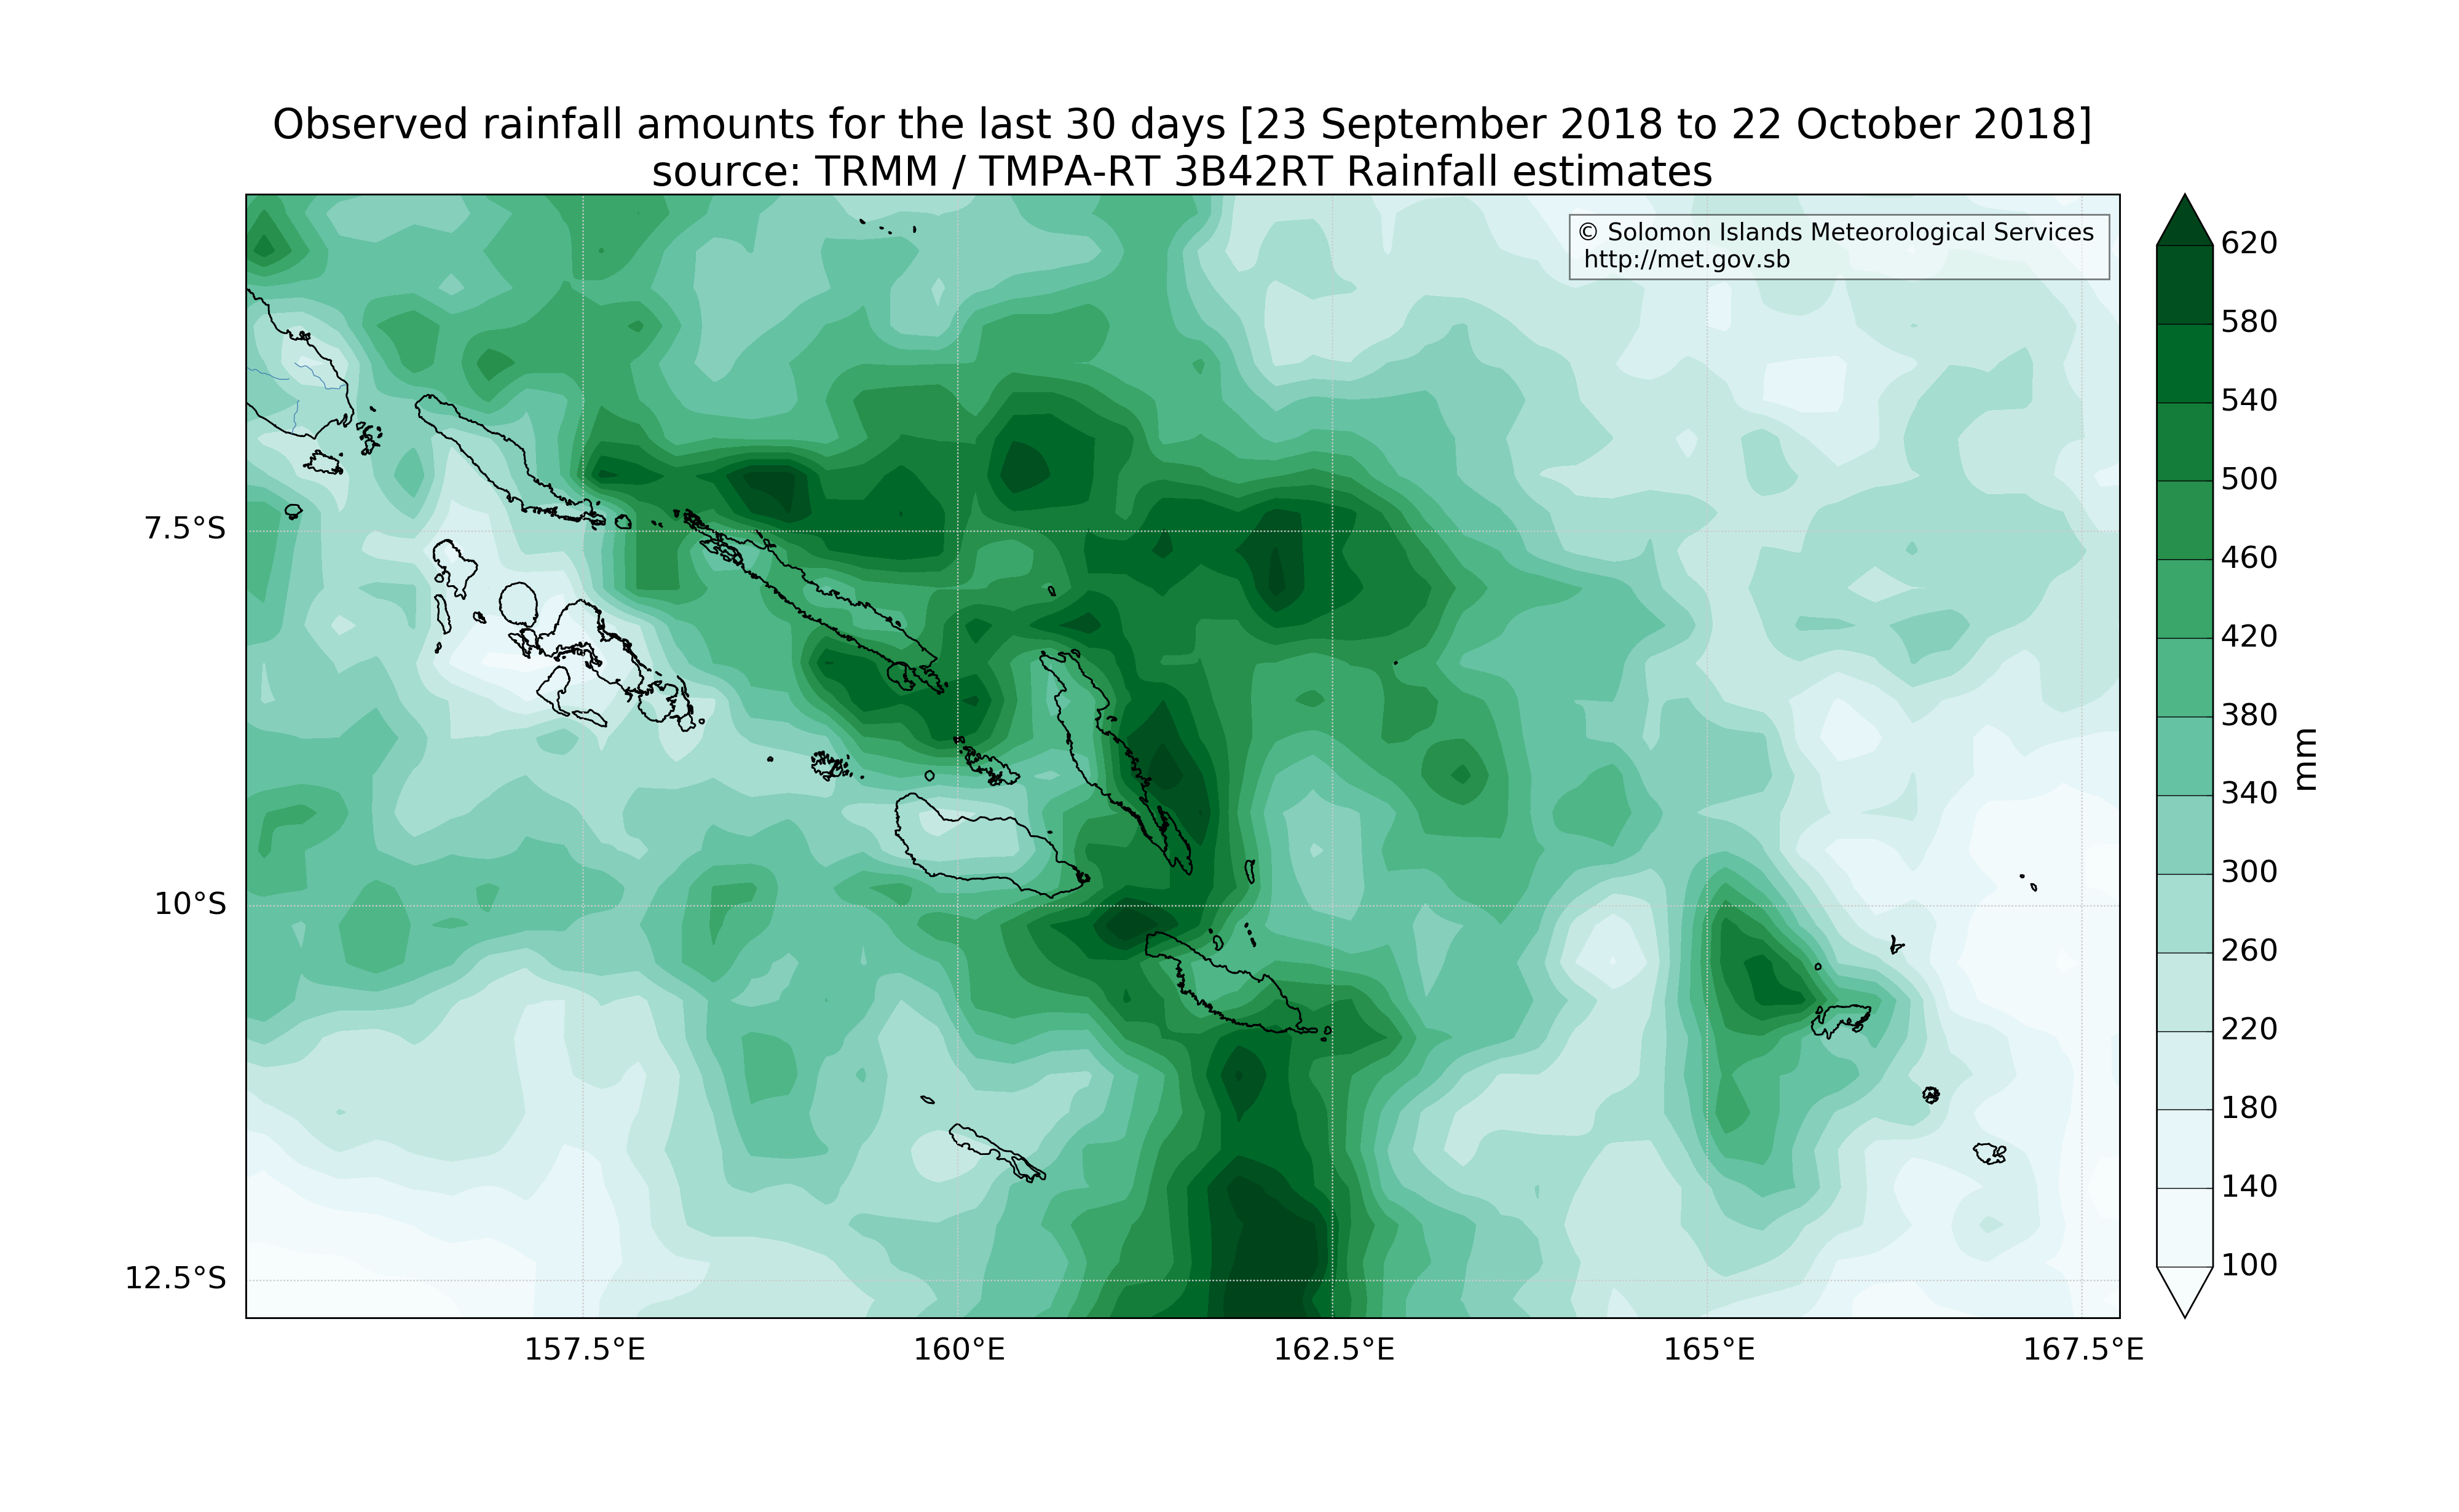 Observed rainfall amounts for the last 30 days [23 September 2018 to 22 October 2018]
source: TRMM / TMPA-RT 3B42RT Rainfall estimates
© Solomon Islands Meteorological Services
http://met.gov.sb
7.5°S
10°S
12.5°S
157.5°E
160°E
162.5°E
165°E
167.5°E
620
580
540
500
460
420
380
340
300
260
220
180
140
100
mm